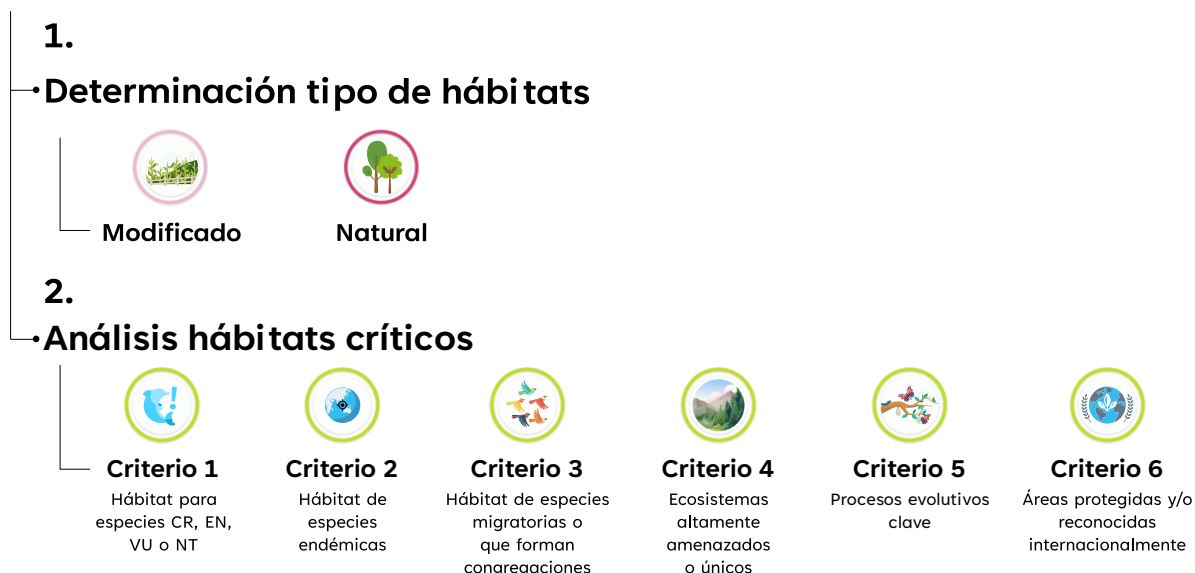 1.
Determinación tipo de hábitats
Modificado
Natural
2.
Análisis hábitats críticos
Criterio 1
Hábitat para
especies CR, EN,
VU o NT
Criterio 2
Hábitat de
especies
endémicas
Criterio 3
Hábitat de especies
migratorias o
que forman
congregaciones
Criterio 4
Ecosistemas
altamente
amenazados
o únicos
Criterio 5
Procesos evolutivos
clave
Criterio 6
Áreas protegidas y/o
reconocidas
internacionalmente